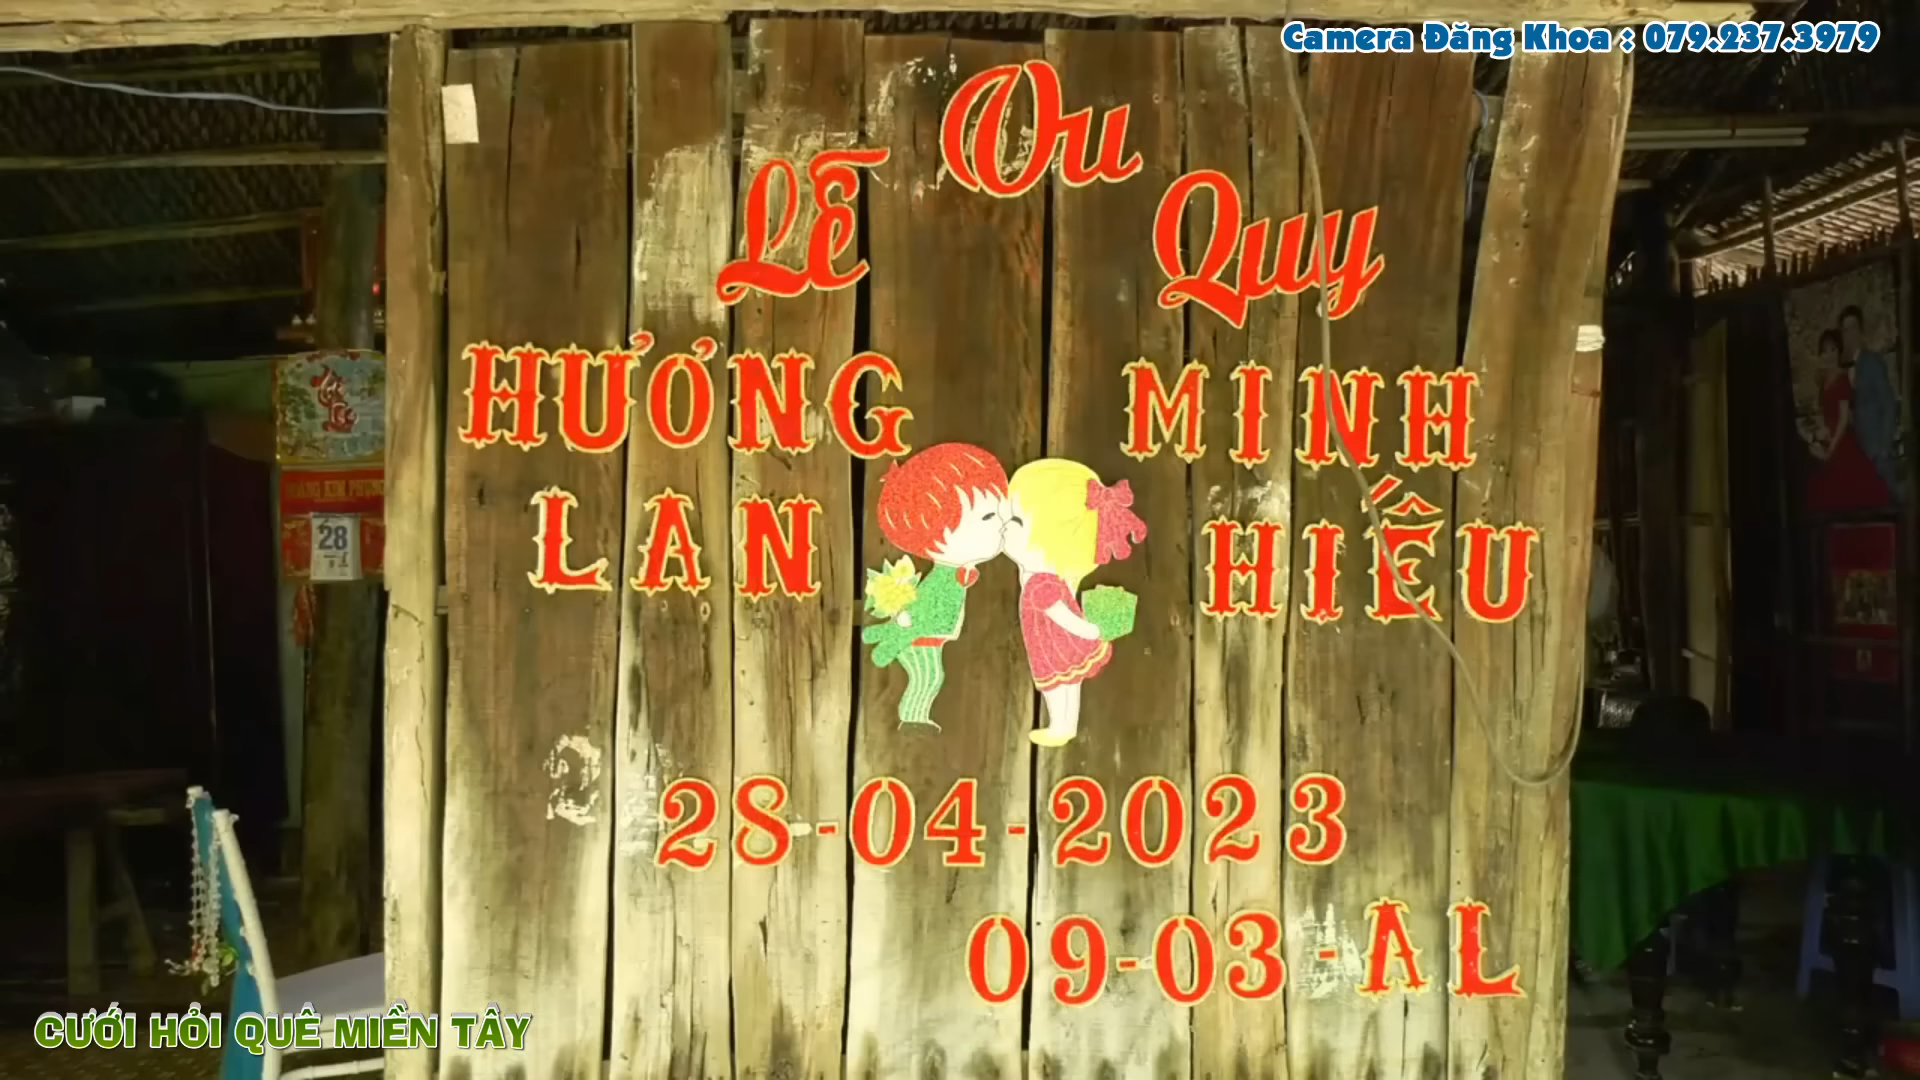 Camera Đăng Khoa : 079.237.3979
Lễ Vu Quy
HƯỞNG MINH
LAN HIẾU
28-04-2023
09-03-AL
28
CƯỚI HỎI QUÊ MIỀN TÂY